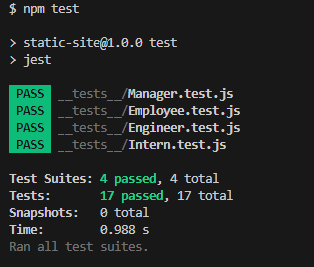 $ npm test
> static-site@1.0.0 test
> jest
PASS __tests__/Manager.test.js
PASS __tests__/Employee.test.js
PASS __tests__/Engineer.test.js
PASS __tests__/Intern.test.js
Test Suites: 4 passed, 4 total
Tests: 17 passed, 17 total
Snapshots: 0 total
Time: 0.988 s
Ran all test suites.